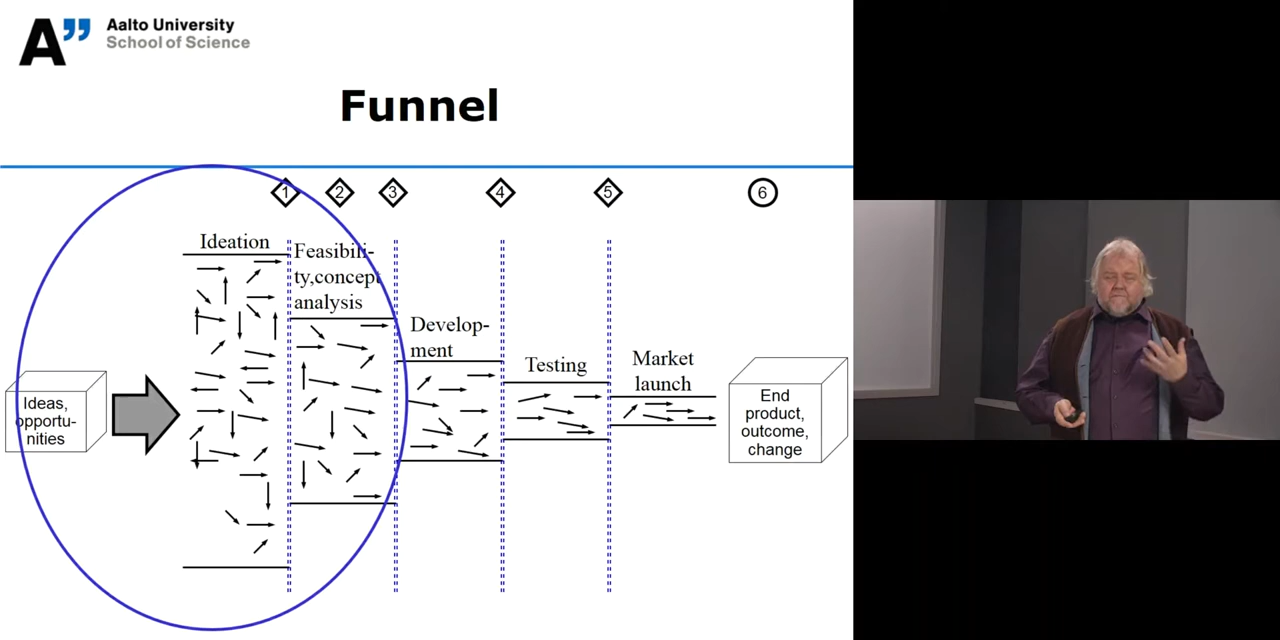 A”
Aalto University
School of Science
Funnel
1
2
3
4
5
6
Ideation
Feasibili-
ty,concept
analysis
Develop-
ment
Testing
Market
launch
Ideas,
opportu-
nities
End
product,
outcome,
change